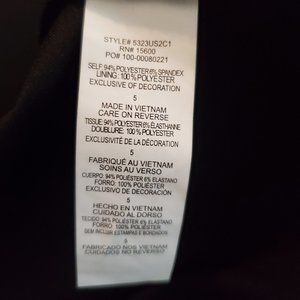 STYLE# 5323US2C1
RN# 15600
PO# 100-00080221
SELF: 94% POLYESTER 6% SPANDEX
LINING: 100% POLYESTER
EXCLUSIVE OF DECORATION
5
MADE IN VIETNAM
CARE ON REVERSE
TISSUE: 94% POLYESTER 6% ÉLASTHANNE
DOUBLURE: 100% POLYESTER
EXCLUSIVITÉ DE LA DÉCORATION
5
FABRIQUÉ AU VIETNAM
SOINS AU VERSO
CUERPO: 94% POLIÉSTER 6% ELASTANO
FORRO: 100% POLIÉSTER
EXCLUSIVO DE DECORACIÓN
5
HECHO EN VIETNAM
CUIDADO AL DORSO
TECIDO: 94% POLIÉSTER 6% ELASTANO
FORRO: 100% POLIÉSTER
SEM INCLUIR ESTAMPAS E BORDADOS
5
FABRICADO NOS VIETNAM
CUIDADOS NO REVERSO